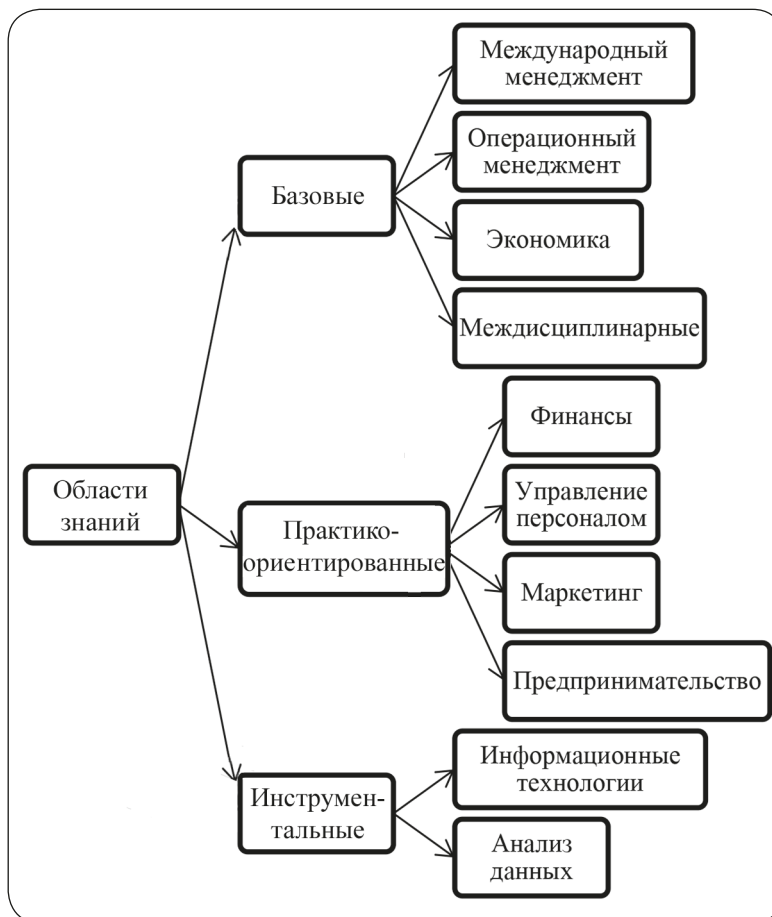 Международный
менеджмент
Операционный
менеджмент
Базовые
Экономика
Междисциплинарные
Финансы
Области
знаний
Управление
персоналом
Практико-
ориентированные
Маркетинг
Предпринимательство
Информационные
технологии
Инструмен-
тальные
Анализ
данных